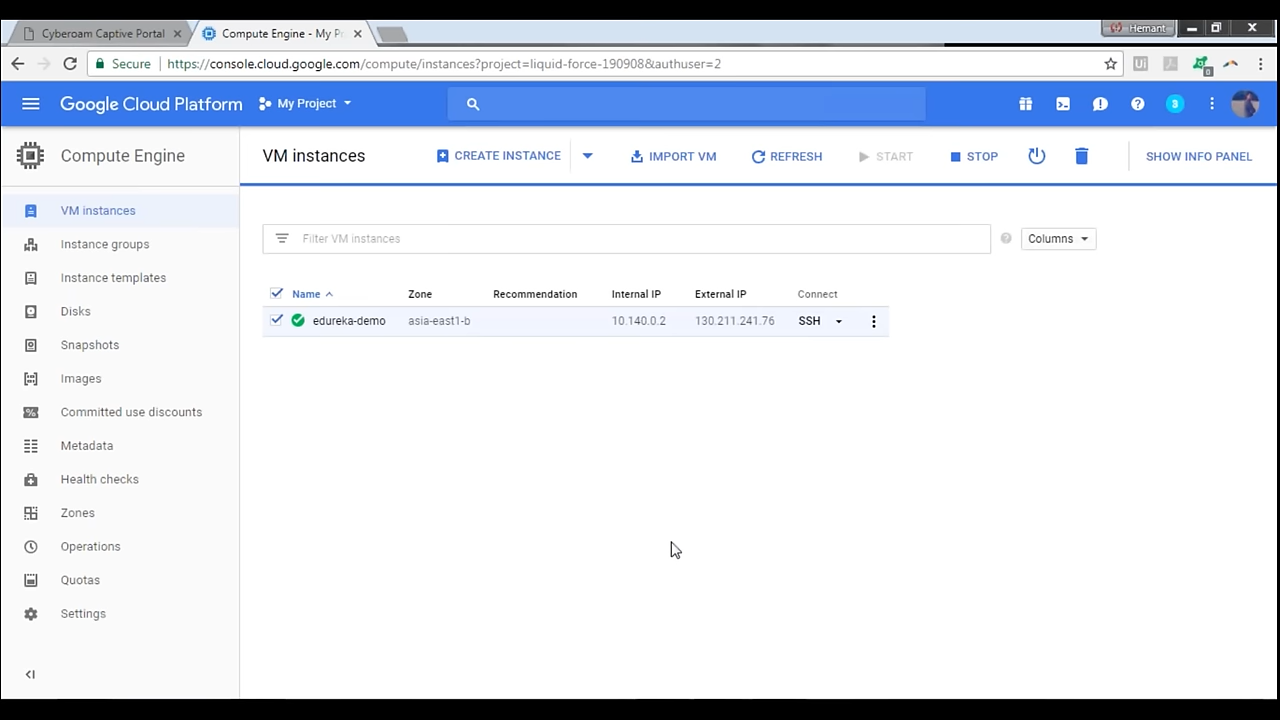 Cyberoam Captive Portal
Compute Engine - My Pr
Hemant
Secure
https://console.cloud.google.com/compute/instances?project=liquid-force-190908&authuser=2
Google Cloud Platform
My Project
3
Compute Engine
VM instances
CREATE INSTANCE
IMPORT VM
REFRESH
START
STOP
SHOW INFO PANEL
VM instances
Instance groups
Instance templates
Disks
Snapshots
Images
Committed use discounts
Metadata
Health checks
Zones
Operations
Quotas
Settings
Filter VM instances
Columns
Name Zone Recommendation Internal IP External IP Connect
edureka-demo asia-east1-b 10.140.0.2 130.211.241.76 SSH